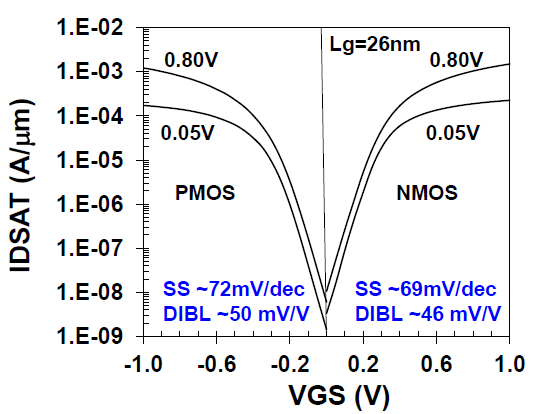 1.E-02
1.E-03
1.E-04
1.E-05
1.E-06
1.E-07
1.E-08
1.E-09
IDSAT (A/μm)
Lg=26nm
0.80V
0.80V
0.05V
0.05V
PMOS
NMOS
SS ~72mV/dec
DIBL ~50 mV/V
SS ~69mV/dec
DIBL ~46 mV/V
-1.0
-0.6
-0.2
0.2
0.6
1.0
VGS (V)